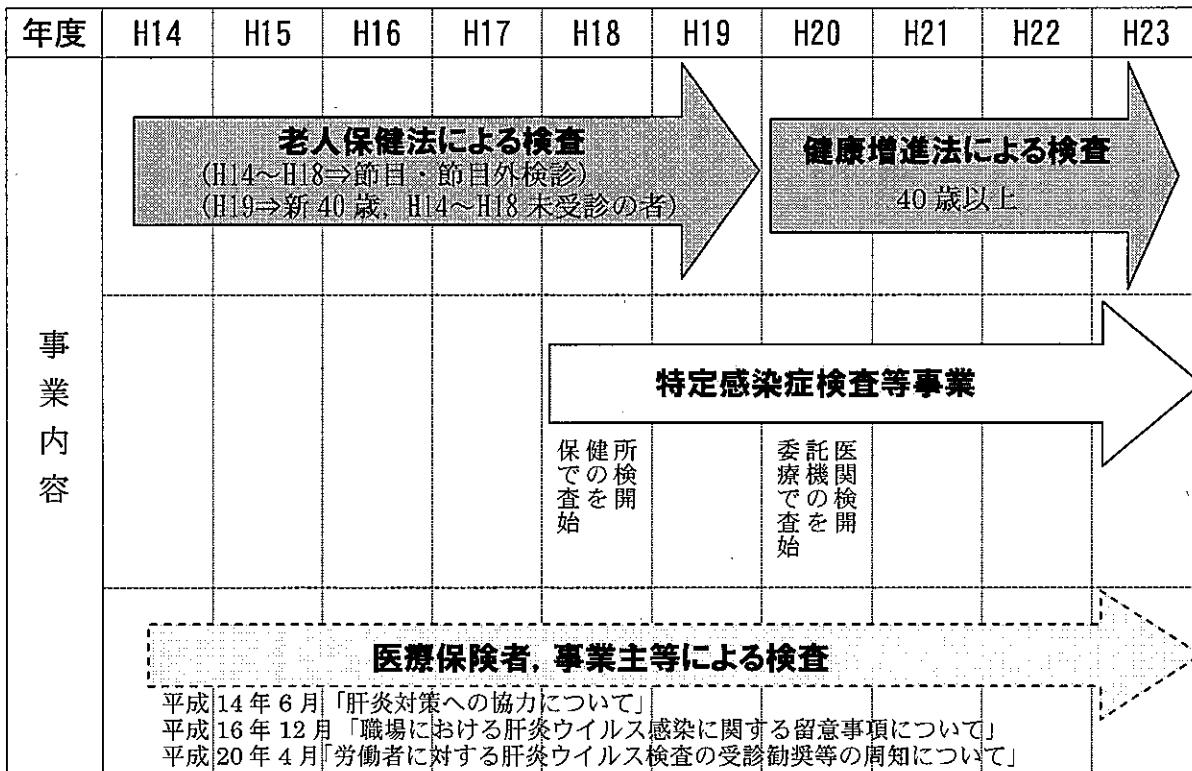 年度 H14 H15 H16 H17 H18 H19 H20 H21 H22 H23
事業内容
老人保健法による検査
(H14～H18⇒節目・節目外検診)
(H19⇒新40歳，H14～H18未受診の者)
健康増進法による検査
40歳以上
特定感染症検査等事業
保健所
での検
査を開
始
委託医
療機関
での検
査を開
始
医療保険者，事業主等による検査
平成14年6月「肝炎対策への協力について」
平成16年12月「職場における肝炎ウイルス感染に関する留意事項について」
平成20年4月「労働者に対する肝炎ウイルス検査の受診勧奨等の周知について」